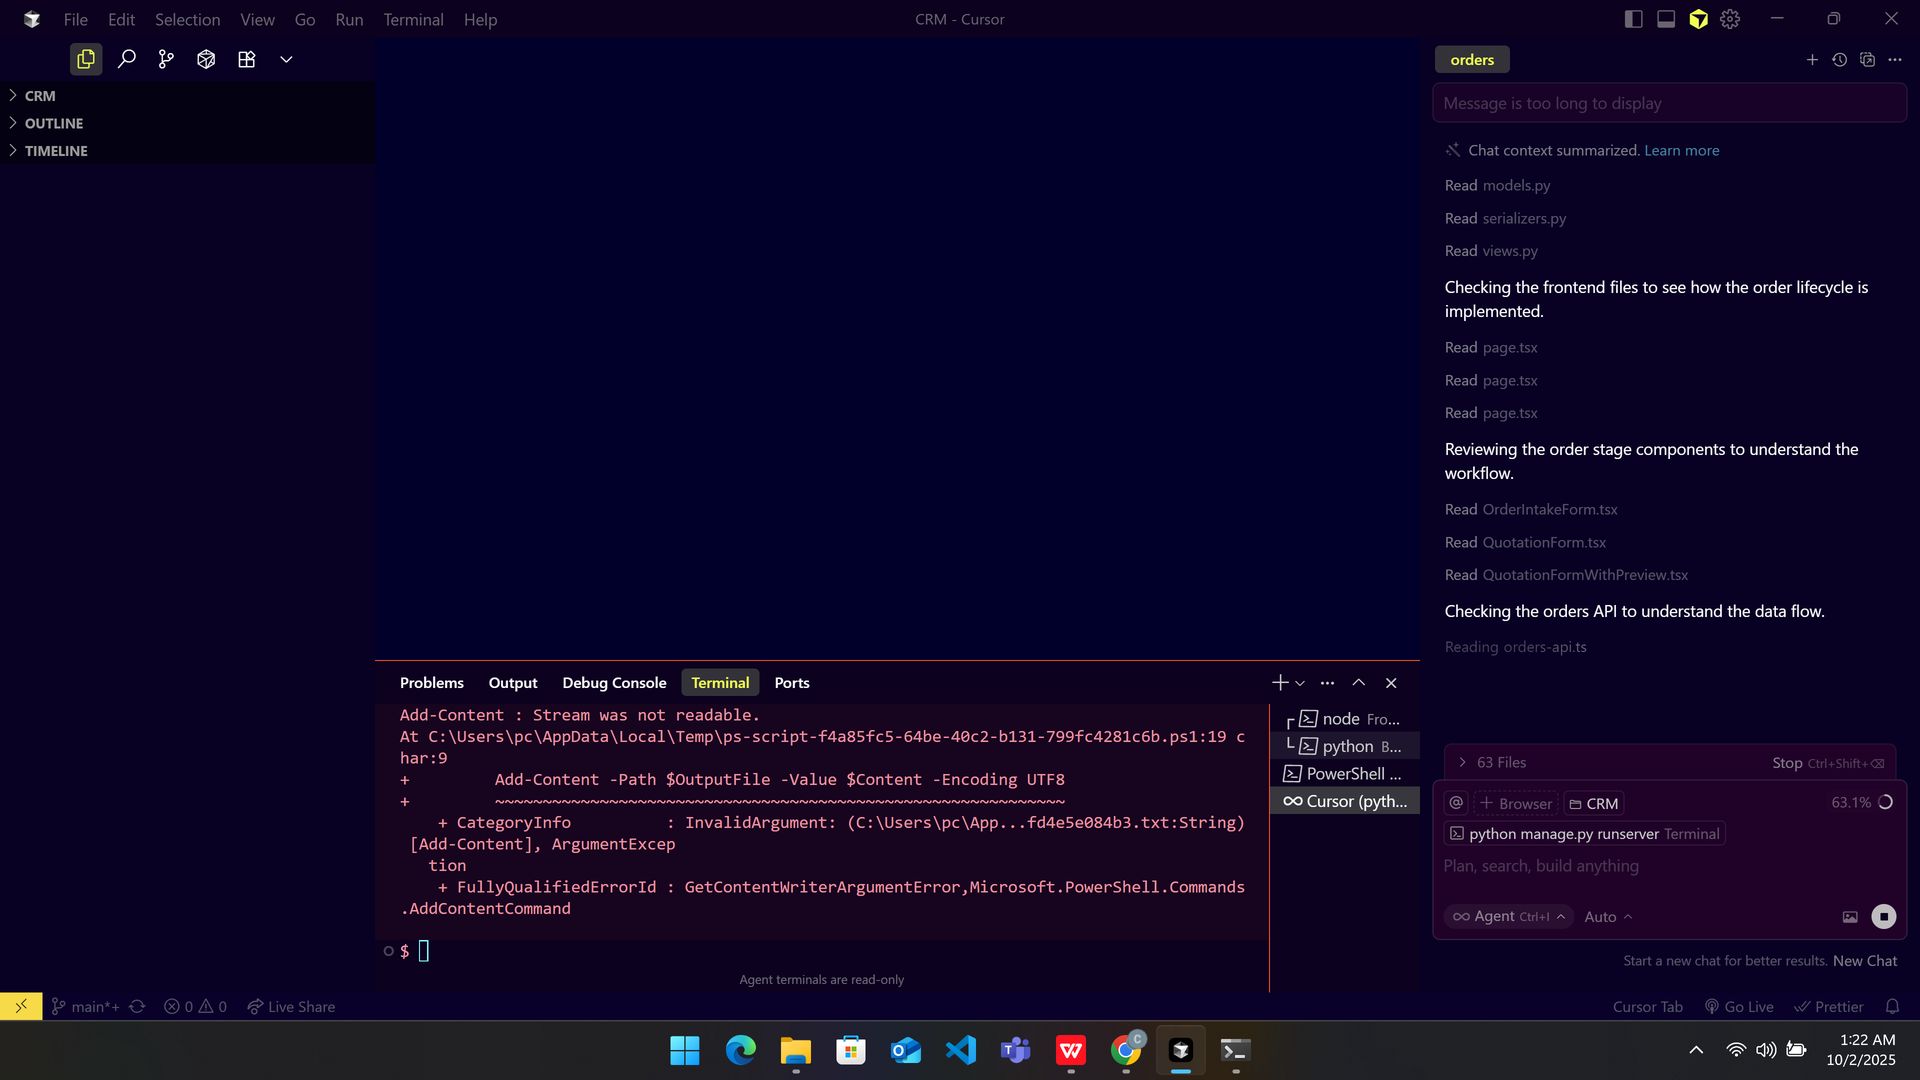 File Edit Selection View Go Run Terminal Help
CRM - Cursor
CRM
OUTLINE
TIMELINE
Problems Output Debug Console Terminal Ports
Add-Content : Stream was not readable.
At C:\Users\pc\AppData\Local\Temp\ps-script-f4a85fc5-64be-40c2-b131-799fc4281c6b.ps1:19 c
har:9
+         Add-Content -Path $OutputFile -Value $Content -Encoding UTF8
+         ~~~~~~~~~~~~~~~~~~~~~~~~~~~~~~~~~~~~~~~~~~~~~~~~~~~~~~~~~~~~
    + CategoryInfo          : InvalidArgument: (C:\Users\pc\App...fd4e5e084b3.txt:String)
 [Add-Content], ArgumentExcep
   tion
    + FullyQualifiedErrorId : GetContentWriterArgumentError,Microsoft.PowerShell.Commands
.AddContentCommand
$
Agent terminals are read-only
node Fro...
python B...
PowerShell ...
Cursor (pyth...
orders
Message is too long to display
Chat context summarized. Learn more
Read models.py
Read serializers.py
Read views.py
Checking the frontend files to see how the order lifecycle is
implemented.
Read page.tsx
Read page.tsx
Read page.tsx
Reviewing the order stage components to understand the
workflow.
Read OrderIntakeForm.tsx
Read QuotationForm.tsx
Read QuotationFormWithPreview.tsx
Checking the orders API to understand the data flow.
Reading orders-api.ts
63 Files Stop Ctrl+Shift+⌫
@ + Browser CRM 63.1%
python manage.py runserver Terminal
Plan, search, build anything
Agent Ctrl+I Auto
Start a new chat for better results. New Chat
main*+ 0 0 Live Share
Cursor Tab Go Live Prettier
C
1:22 AM
10/2/2025